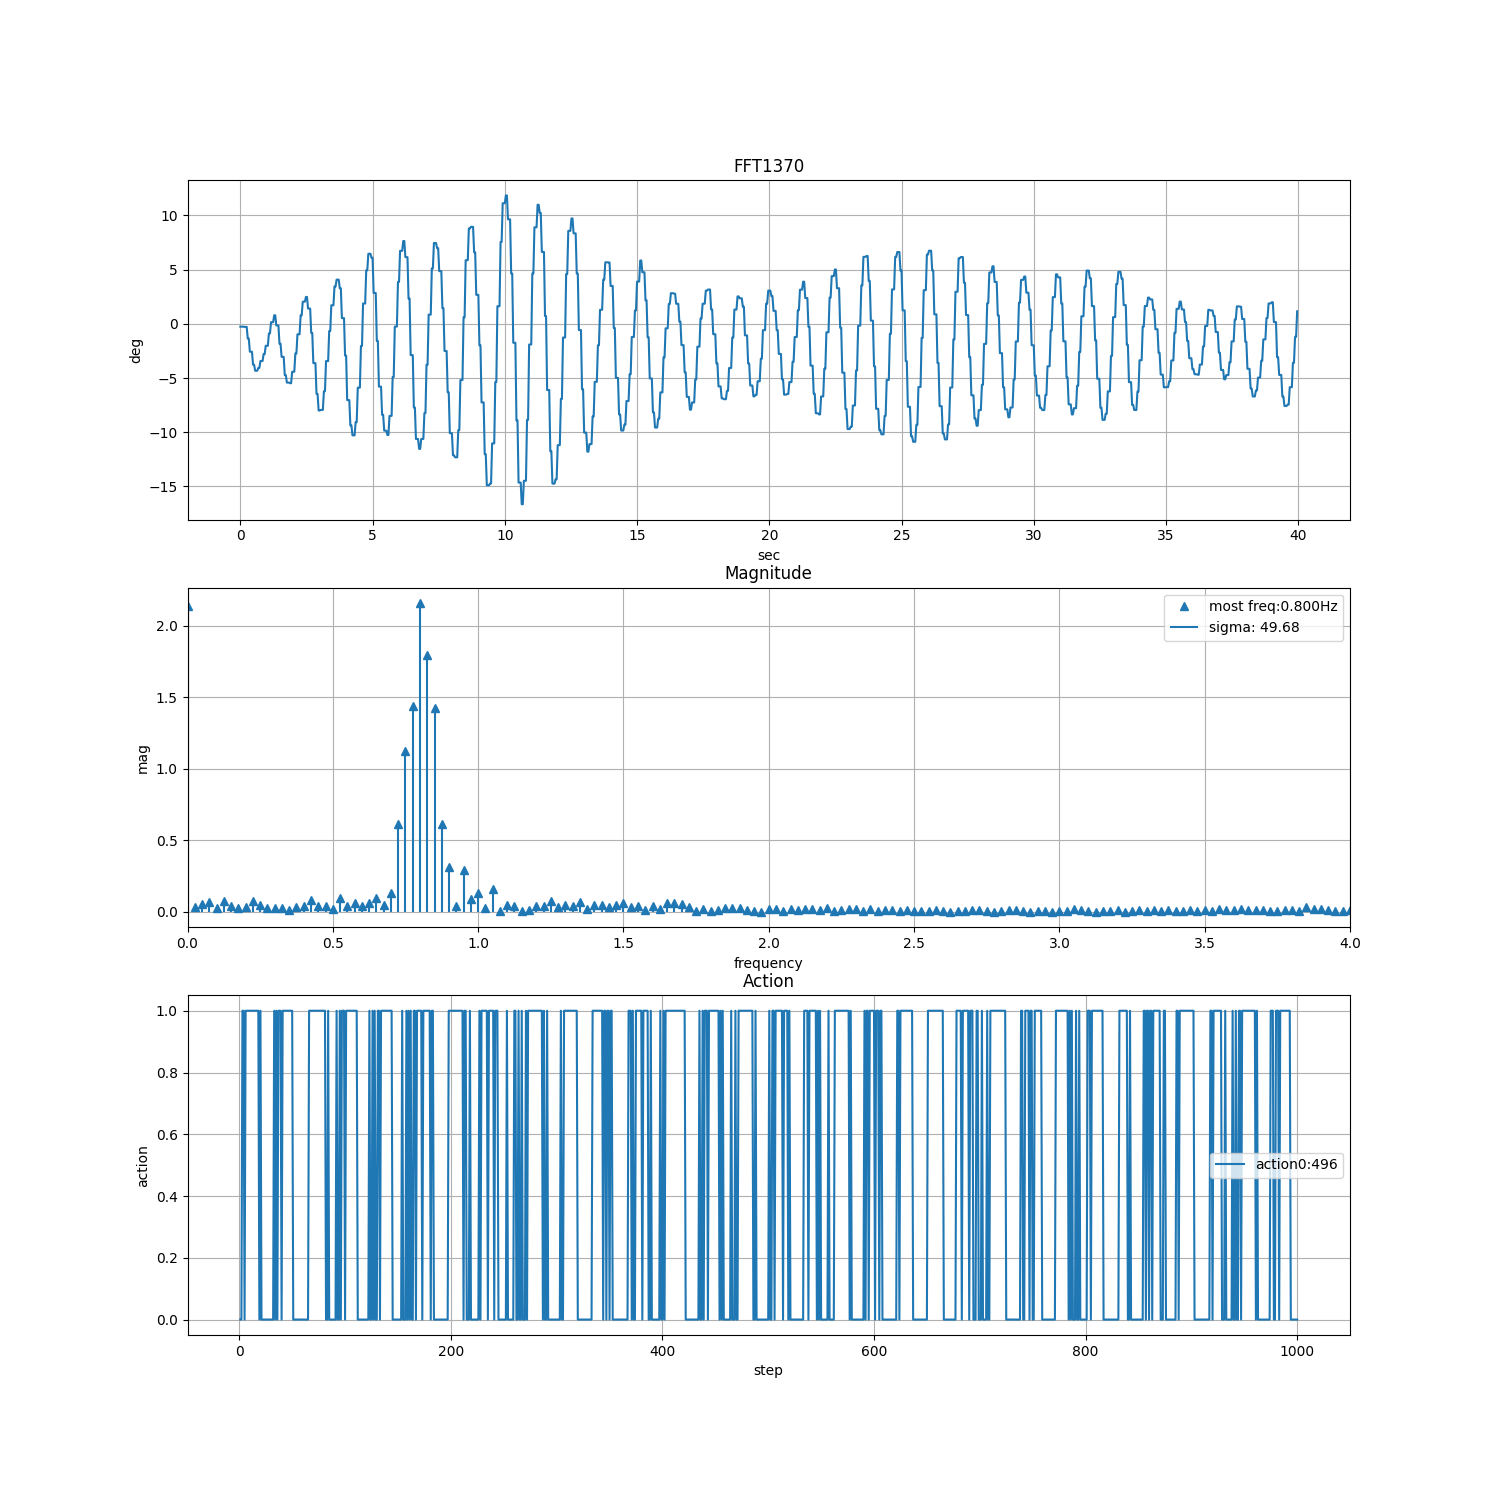 FFT1370
10
5
0
−5
−10
−15
deg
0 5 10 15 20 25 30 35 40
sec
Magnitude
most freq:0.800Hz
sigma: 49.68
2.0
1.5
1.0
0.5
0.0
mag
0.0 0.5 1.0 1.5 2.0 2.5 3.0 3.5 4.0
frequency
Action
1.0
0.8
0.6
0.4
0.2
0.0
action
action0:496
0 200 400 600 800 1000
step